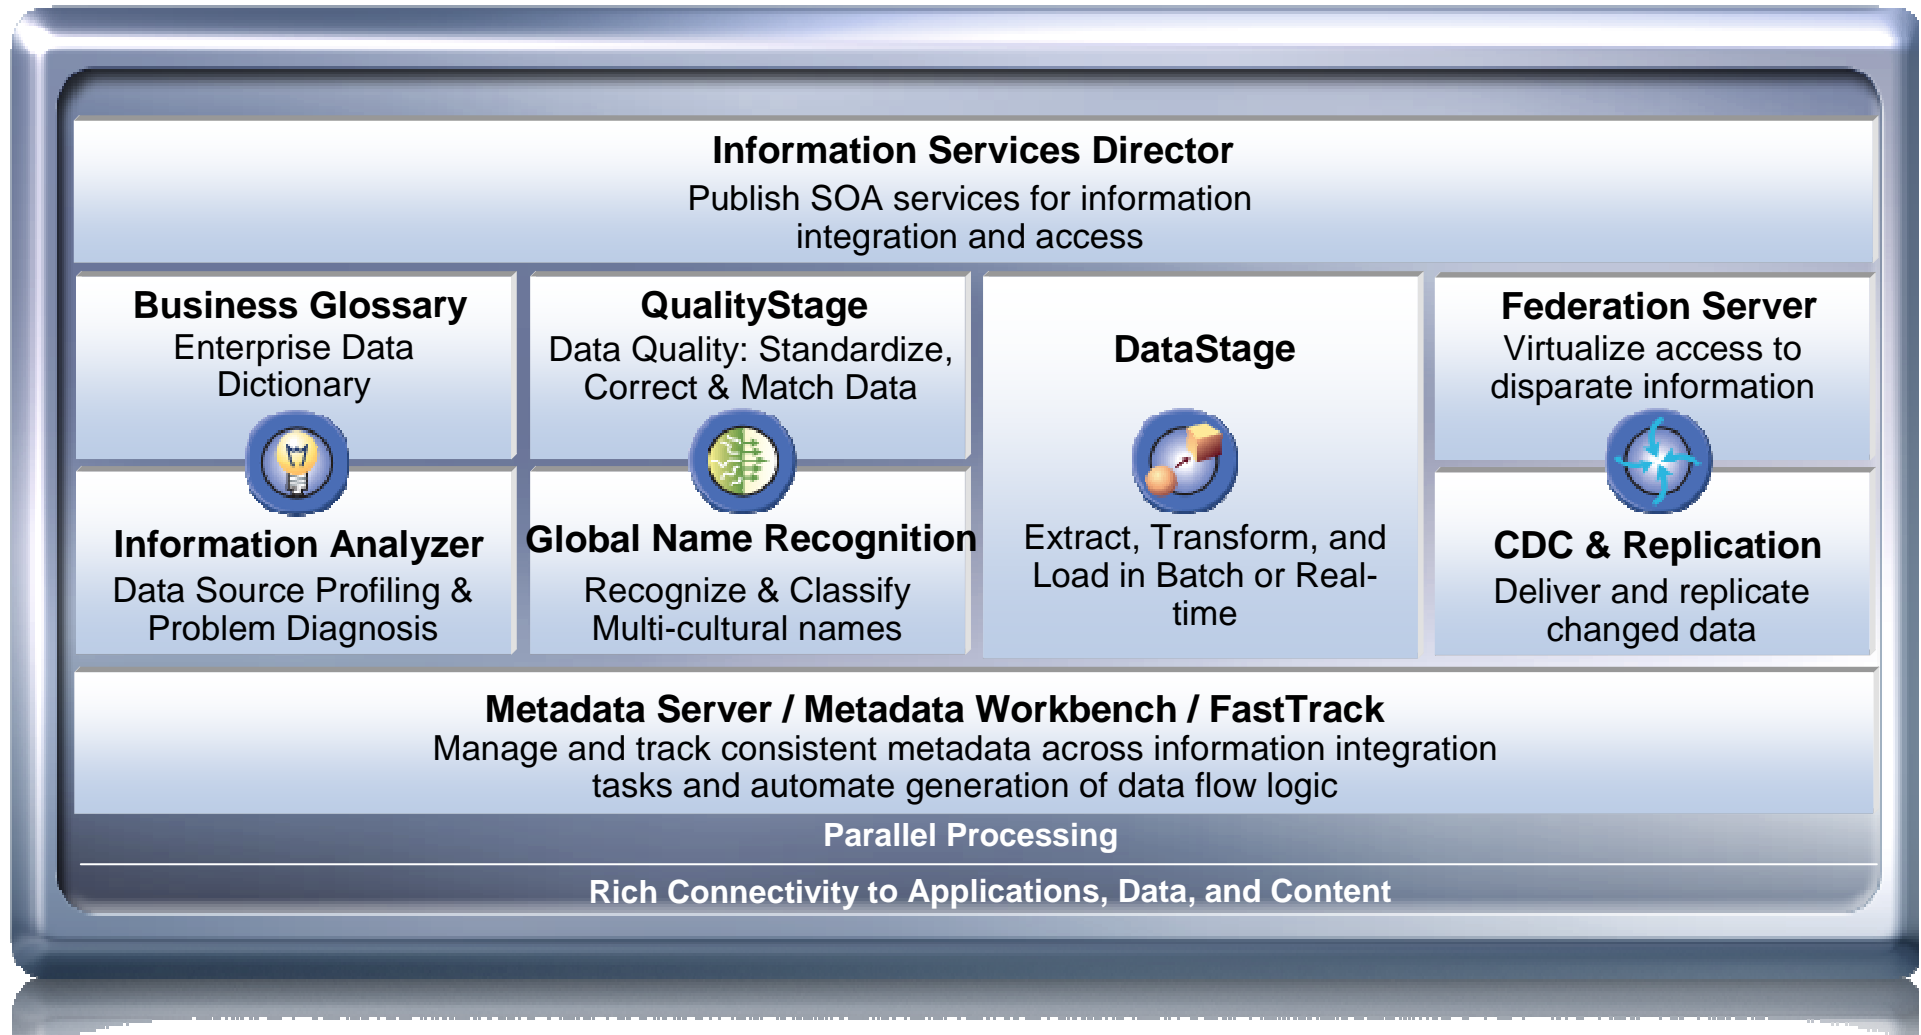 Information Services Director
Publish SOA services for information
integration and access
Business Glossary
Enterprise Data
Dictionary
Information Analyzer
Data Source Profiling &
Problem Diagnosis
QualityStage
Data Quality: Standardize,
Correct & Match Data
Global Name Recognition
Recognize & Classify
Multi-cultural names
DataStage
Extract, Transform, and
Load in Batch or Real-
time
Federation Server
Virtualize access to
disparate information
CDC & Replication
Deliver and replicate
changed data
Metadata Server / Metadata Workbench / FastTrack
Manage and track consistent metadata across information integration
tasks and automate generation of data flow logic
Parallel Processing
Rich Connectivity to Applications, Data, and Content